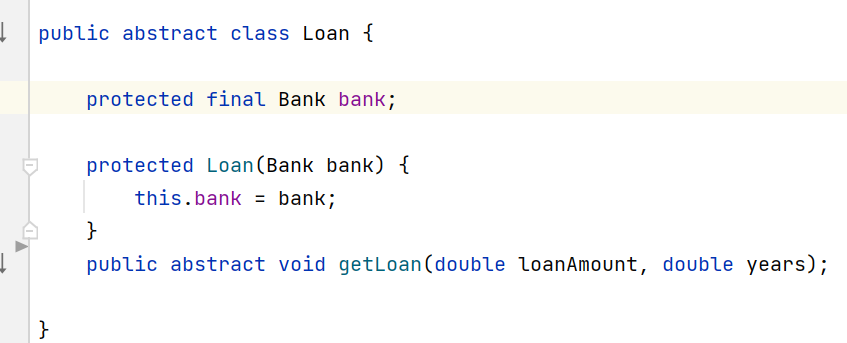 public abstract class Loan {
protected final Bank bank;
protected Loan(Bank bank) {
this.bank = bank;
}
public abstract void getLoan(double loanAmount, double years);
}